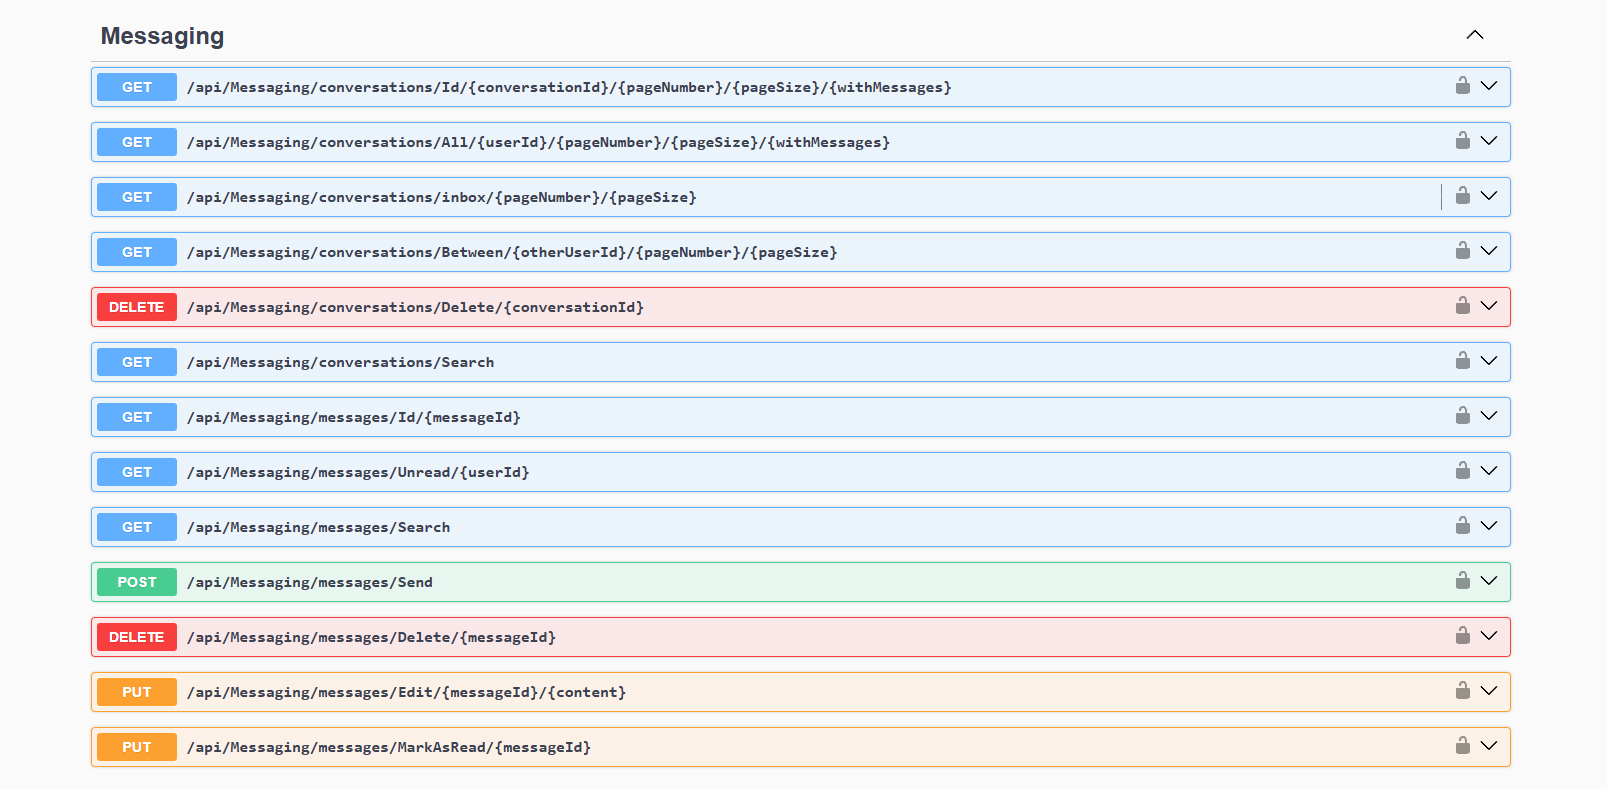 Messaging
GET /api/Messaging/conversations/Id/{conversationId}/{pageNumber}/{pageSize}/{withMessages}
GET /api/Messaging/conversations/All/{userId}/{pageNumber}/{pageSize}/{withMessages}
GET /api/Messaging/conversations/inbox/{pageNumber}/{pageSize}
GET /api/Messaging/conversations/Between/{otherUserId}/{pageNumber}/{pageSize}
DELETE /api/Messaging/conversations/Delete/{conversationId}
GET /api/Messaging/conversations/Search
GET /api/Messaging/messages/Id/{messageId}
GET /api/Messaging/messages/Unread/{userId}
GET /api/Messaging/messages/Search
POST /api/Messaging/messages/Send
DELETE /api/Messaging/messages/Delete/{messageId}
PUT /api/Messaging/messages/Edit/{messageId}/{content}
PUT /api/Messaging/messages/MarkAsRead/{messageId}